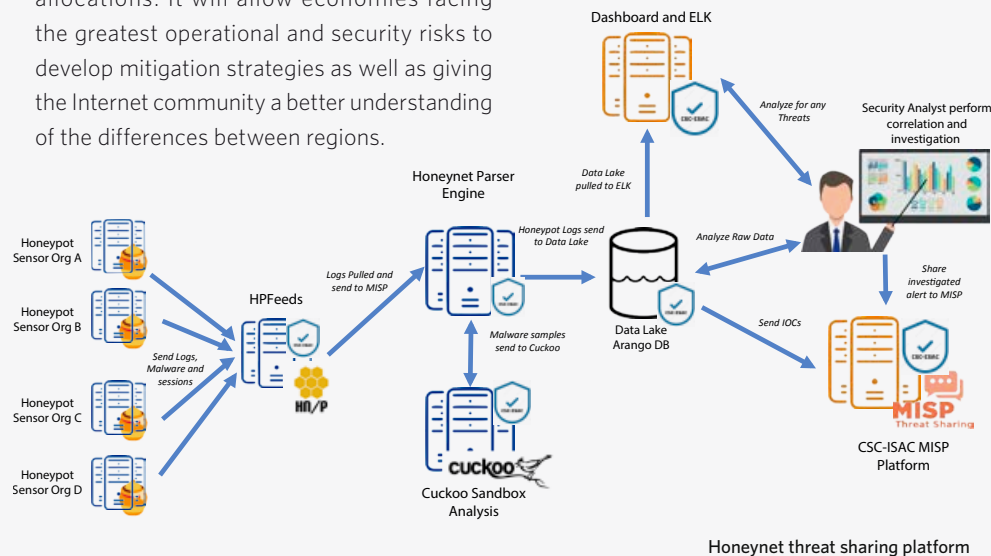 allocations. It will allow economies facing
the greatest operational and security risks to
develop mitigation strategies as well as giving
the Internet community a better understanding
of the differences between regions.
Dashboard and ELK
CSC-ISAC
Analyze for any
Threats
Security Analyst perform
correlation and
investigation
Data Lake
pulled to ELK
Honeynet Parser
Engine
Honeypot Logs send
to Data Lake
Analyze Raw Data
Share
investigated
alert to MISP
Honeypot
Sensor Org A
Honeypot
Sensor Org B
Honeypot
Sensor Org C
Honeypot
Sensor Org D
Send Logs,
Malware and
sessions
HPFeeds
HN/P
Logs Pulled and
send to MISP
Malware samples
send to Cuckoo
cuckoo
Cuckoo Sandbox
Analysis
Data Lake
Arango DB
Send IOCs
CSC-ISAC
MISP
Threat Sharing
CSC-ISAC MISP
Platform
Honeynet threat sharing platform